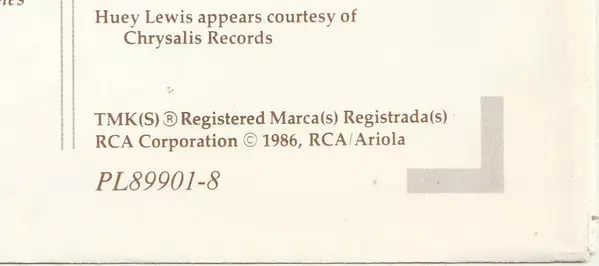 Huey Lewis appears courtesy of
Chrysalis Records
TMK(S) ® Registered Marca(s) Registrada(s)
RCA Corporation © 1986, RCA/Ariola
PL89901-8